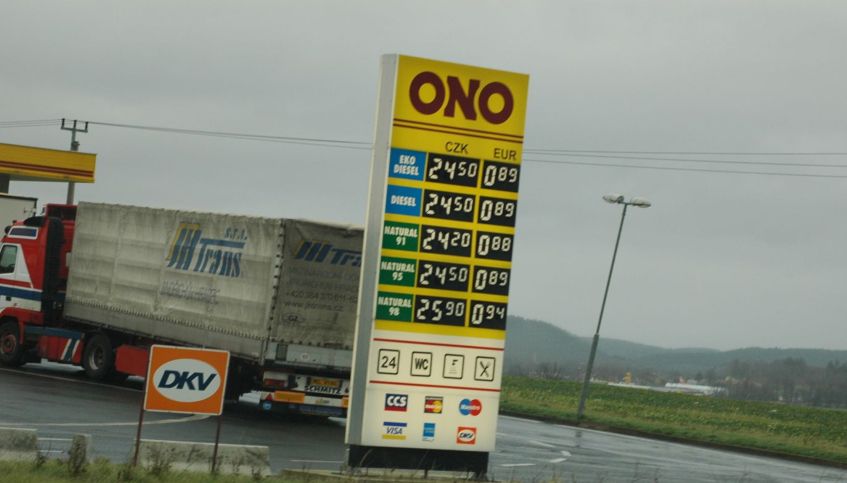 ONO
CZK EUR
EKO DIESEL 24 50 0 89
DIESEL 24 50 0 89
NATURAL 91 24 20 0 88
NATURAL 95 24 50 0 89
NATURAL 98 25 90 0 94
24 WC
CCS
VISA
DKV
JH Trans
s.r.o.
SCHMITZ